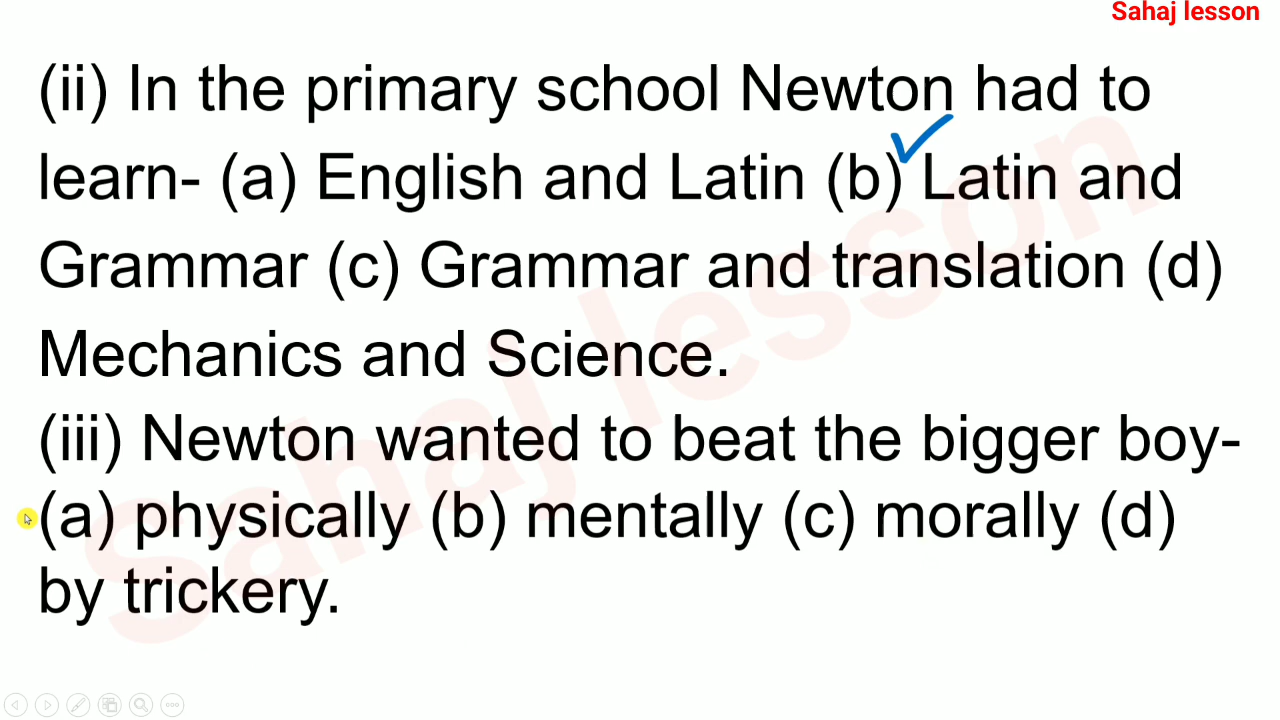 Sahaj lesson
(ii) In the primary school Newton had to
learn- (a) English and Latin (b) Latin and
Grammar (c) Grammar and translation (d)
Mechanics and Science.
(iii) Newton wanted to beat the bigger boy-
(a) physically (b) mentally (c) morally (d)
by trickery.
Sahaj lesson